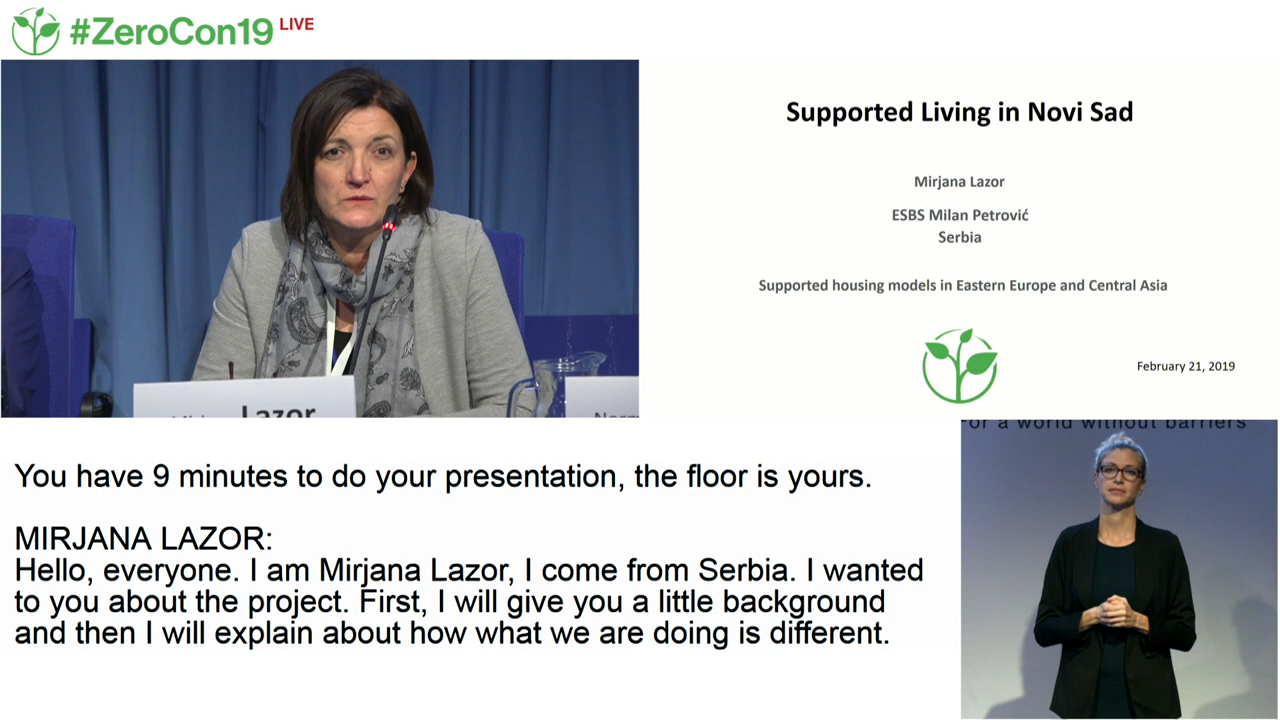 #ZeroCon19 LIVE
Supported Living in Novi Sad
Mirjana Lazor
ESBS Milan Petrović
Serbia
Supported housing models in Eastern Europe and Central Asia
February 21, 2019
Lazor
or a world without barriers
You have 9 minutes to do your presentation, the floor is yours.
MIRJANA LAZOR:
Hello, everyone. I am Mirjana Lazor, I come from Serbia. I wanted
to you about the project. First, I will give you a little background
and then I will explain about how what we are doing is different.